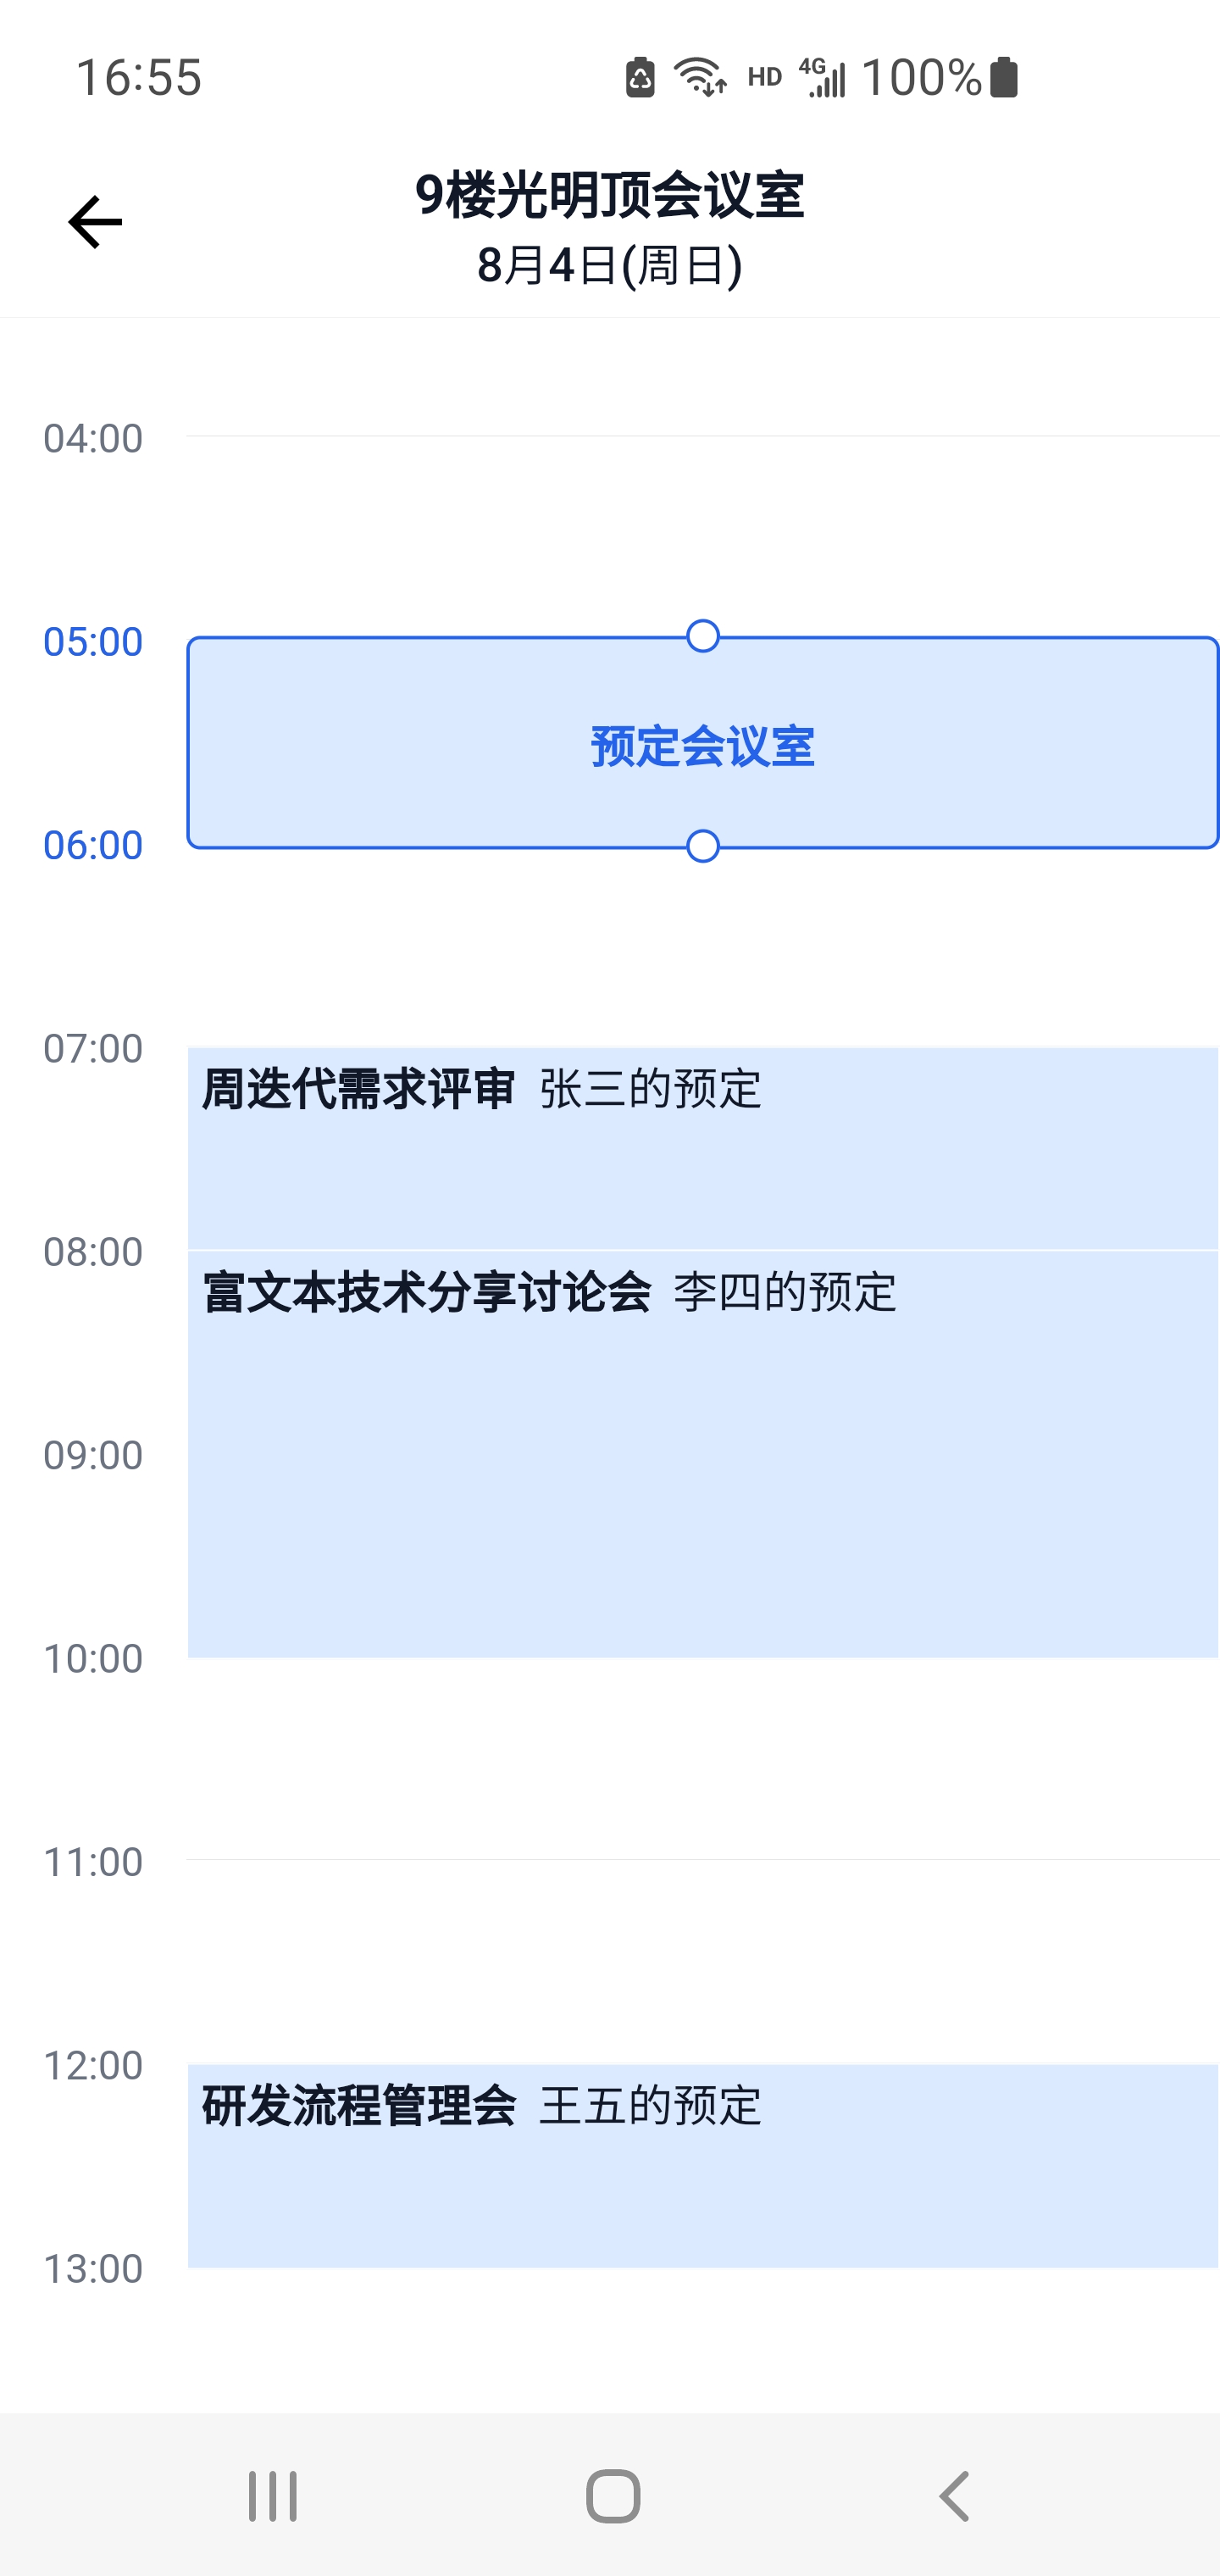 16:55 HD 4G 100%
9楼光明顶会议室
8月4日(周日)
04:00
05:00
预定会议室
06:00
07:00
周迭代需求评审 张三的预定
08:00
富文本技术分享讨论会 李四的预定
09:00
10:00
11:00
12:00
研发流程管理会 王五的预定
13:00